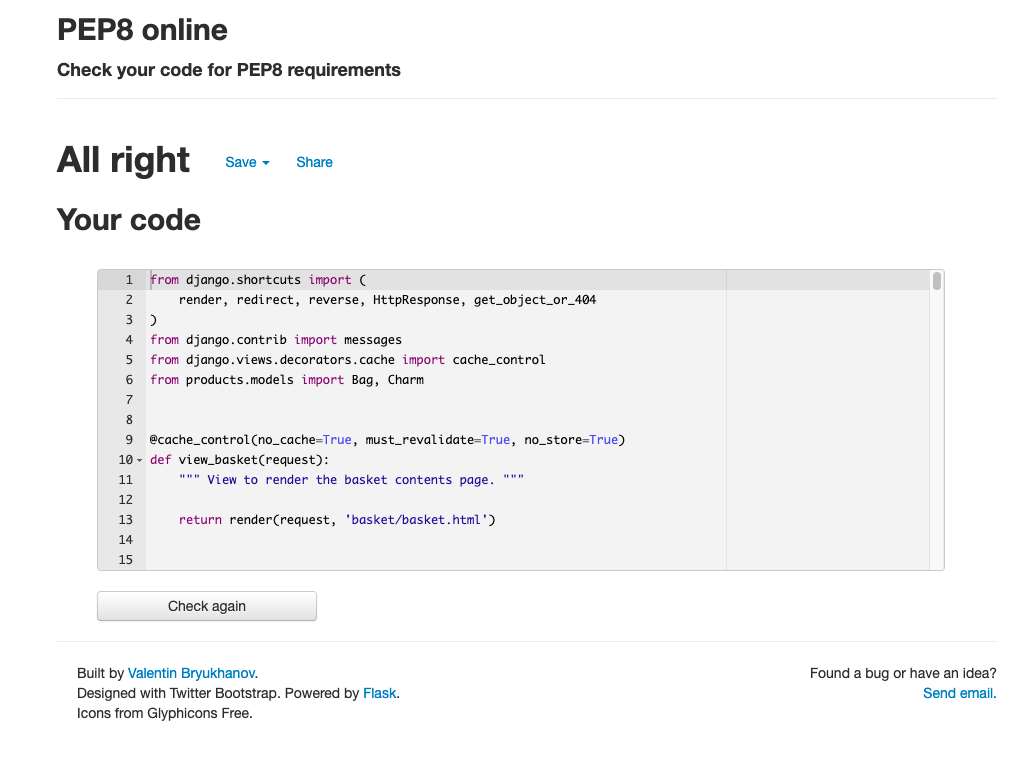 PEP8 online
Check your code for PEP8 requirements
All right Save Share
Your code
1 from django.shortcuts import (
2     render, redirect, reverse, HttpResponse, get_object_or_404
3 )
4 from django.contrib import messages
5 from django.views.decorators.cache import cache_control
6 from products.models import Bag, Charm
7
8
9 @cache_control(no_cache=True, must_revalidate=True, no_store=True)
10 def view_basket(request):
11     """ View to render the basket contents page. """
12
13     return render(request, 'basket/basket.html')
14
15
Check again
Built by Valentin Bryukhanov.
Designed with Twitter Bootstrap. Powered by Flask.
Icons from Glyphicons Free.
Found a bug or have an idea?
Send email.